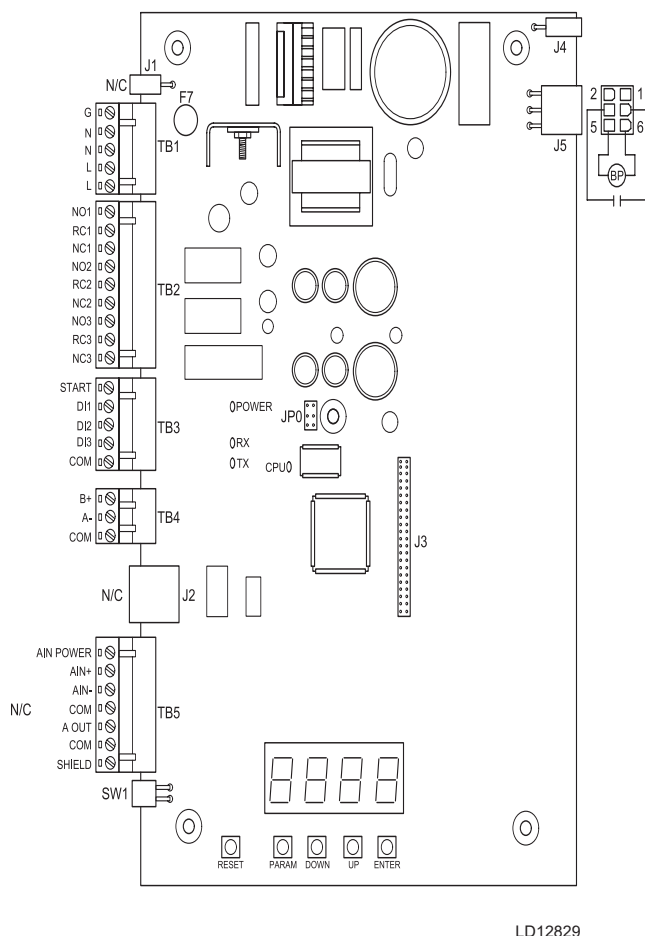 J1
N/C
F7
G
N
N
L
L
TB1
J4
J5
2 1
5 6
BP
NO1
RC1
NC1
NO2
RC2
NC2
NO3
RC3
NC3
TB2
START
DI1
DI2
DI3
COM
TB3
POWER
JP0
RX
TX
CPU
B+
A-
COM
TB4
J3
N/C
J2
AIN POWER
AIN+
AIN-
COM
A OUT
COM
SHIELD
N/C
TB5
SW1
8888
RESET
PARAM
DOWN
UP
ENTER
LD12829